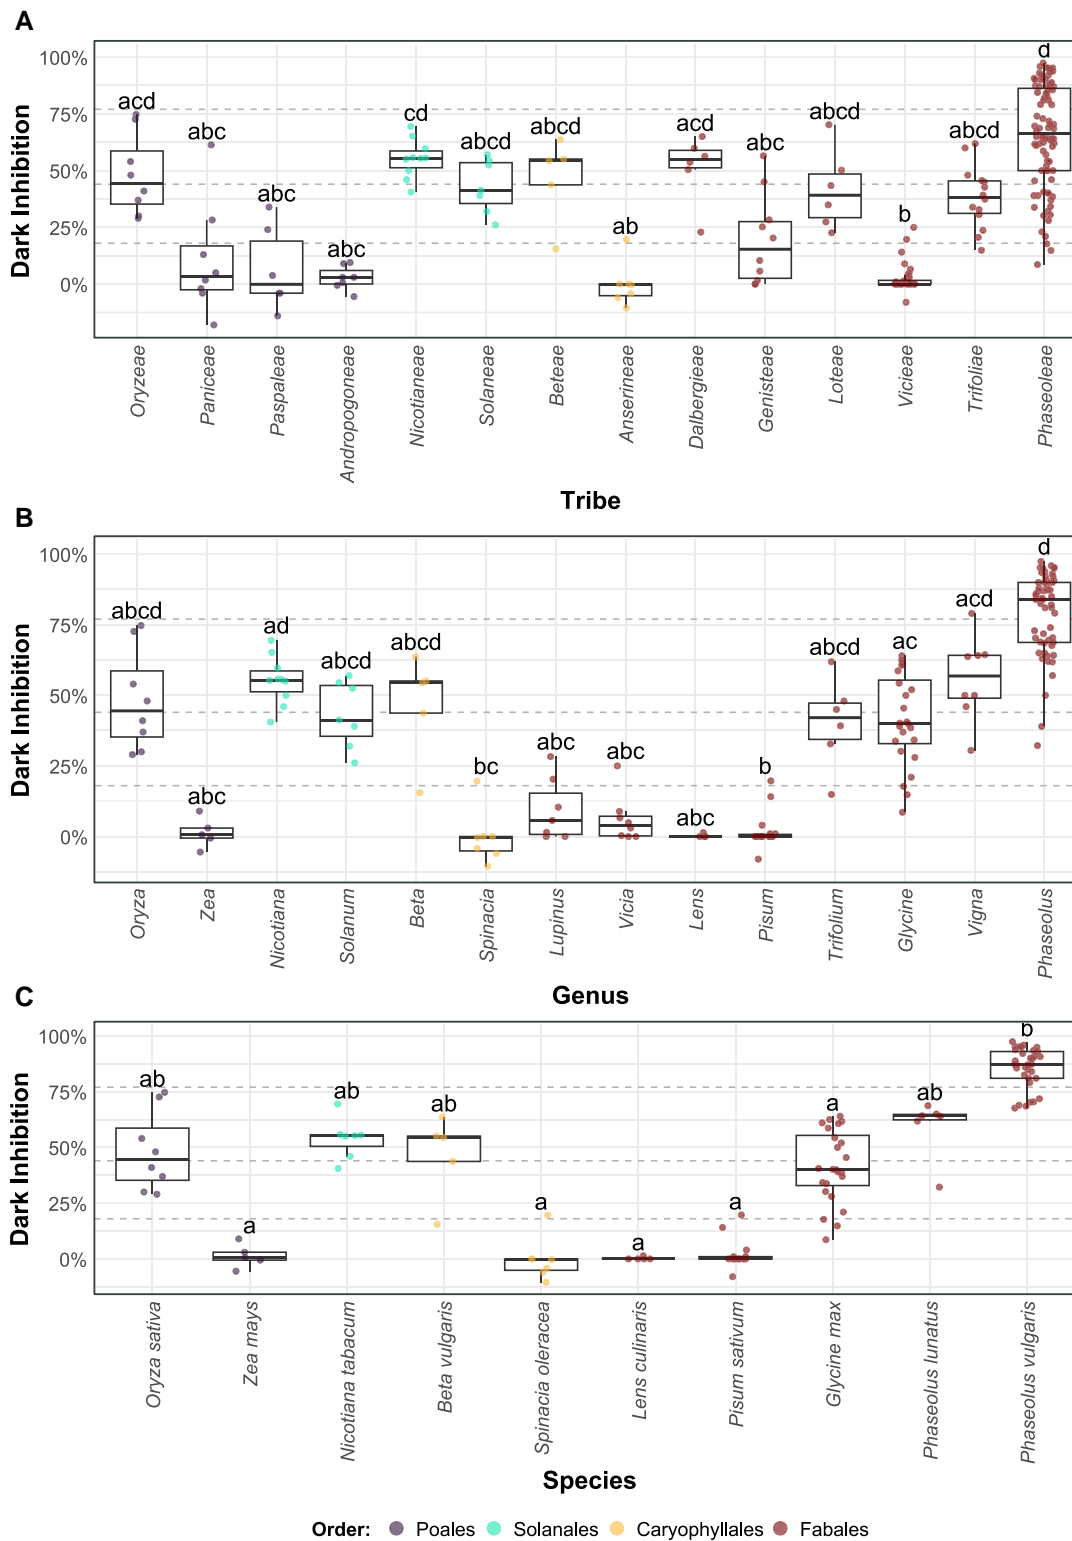 A
Dark Inhibition
100%
75%
50%
25%
0%
acd
abc
abc
abc
cd
abcd
abcd
ab
acd
abc
abcd
b
abcd
d
Oryzeae
Paniceae
Paspaleae
Andropogoneae
Nicotianeae
Solaneae
Beteae
Anserineae
Dalbergieae
Genisteae
Loteae
Vicieae
Trifoliae
Phaseoleae
Tribe
B
Dark Inhibition
100%
75%
50%
25%
0%
abcd
abc
ad
abcd
abcd
bc
abc
abc
abc
b
abcd
ac
acd
d
Oryza
Zea
Nicotiana
Solanum
Beta
Spinacia
Lupinus
Vicia
Lens
Pisum
Trifolium
Glycine
Vigna
Phaseolus
Genus
C
Dark Inhibition
100%
75%
50%
25%
0%
ab
a
ab
ab
a
a
a
a
ab
b
Oryza sativa
Zea mays
Nicotiana tabacum
Beta vulgaris
Spinacia oleracea
Lens culinaris
Pisum sativum
Glycine max
Phaseolus lunatus
Phaseolus vulgaris
Species
Order: Poales Solanales Caryophyllales Fabales